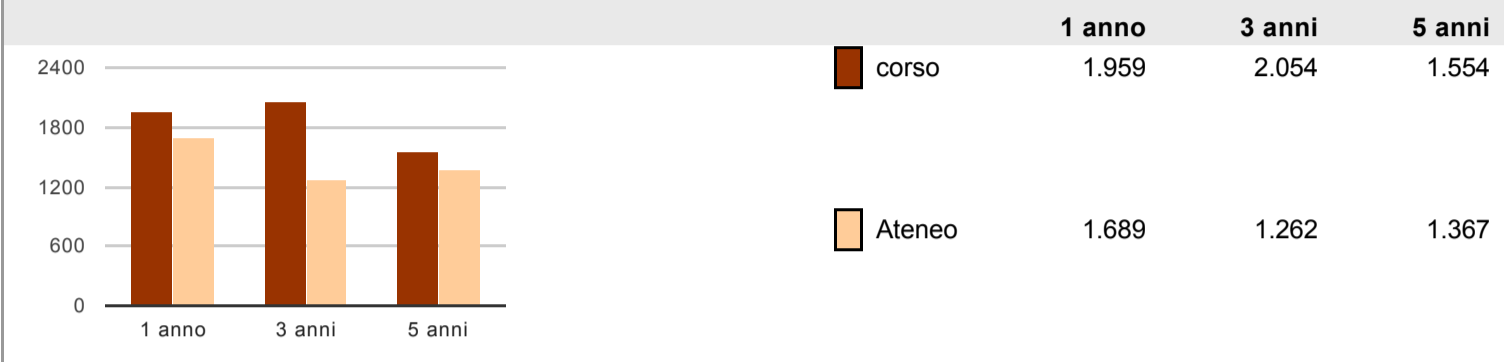 1 anno 3 anni 5 anni
2400
1800
1200
600
0
1 anno 3 anni 5 anni
corso 1.959 2.054 1.554
Ateneo 1.689 1.262 1.367